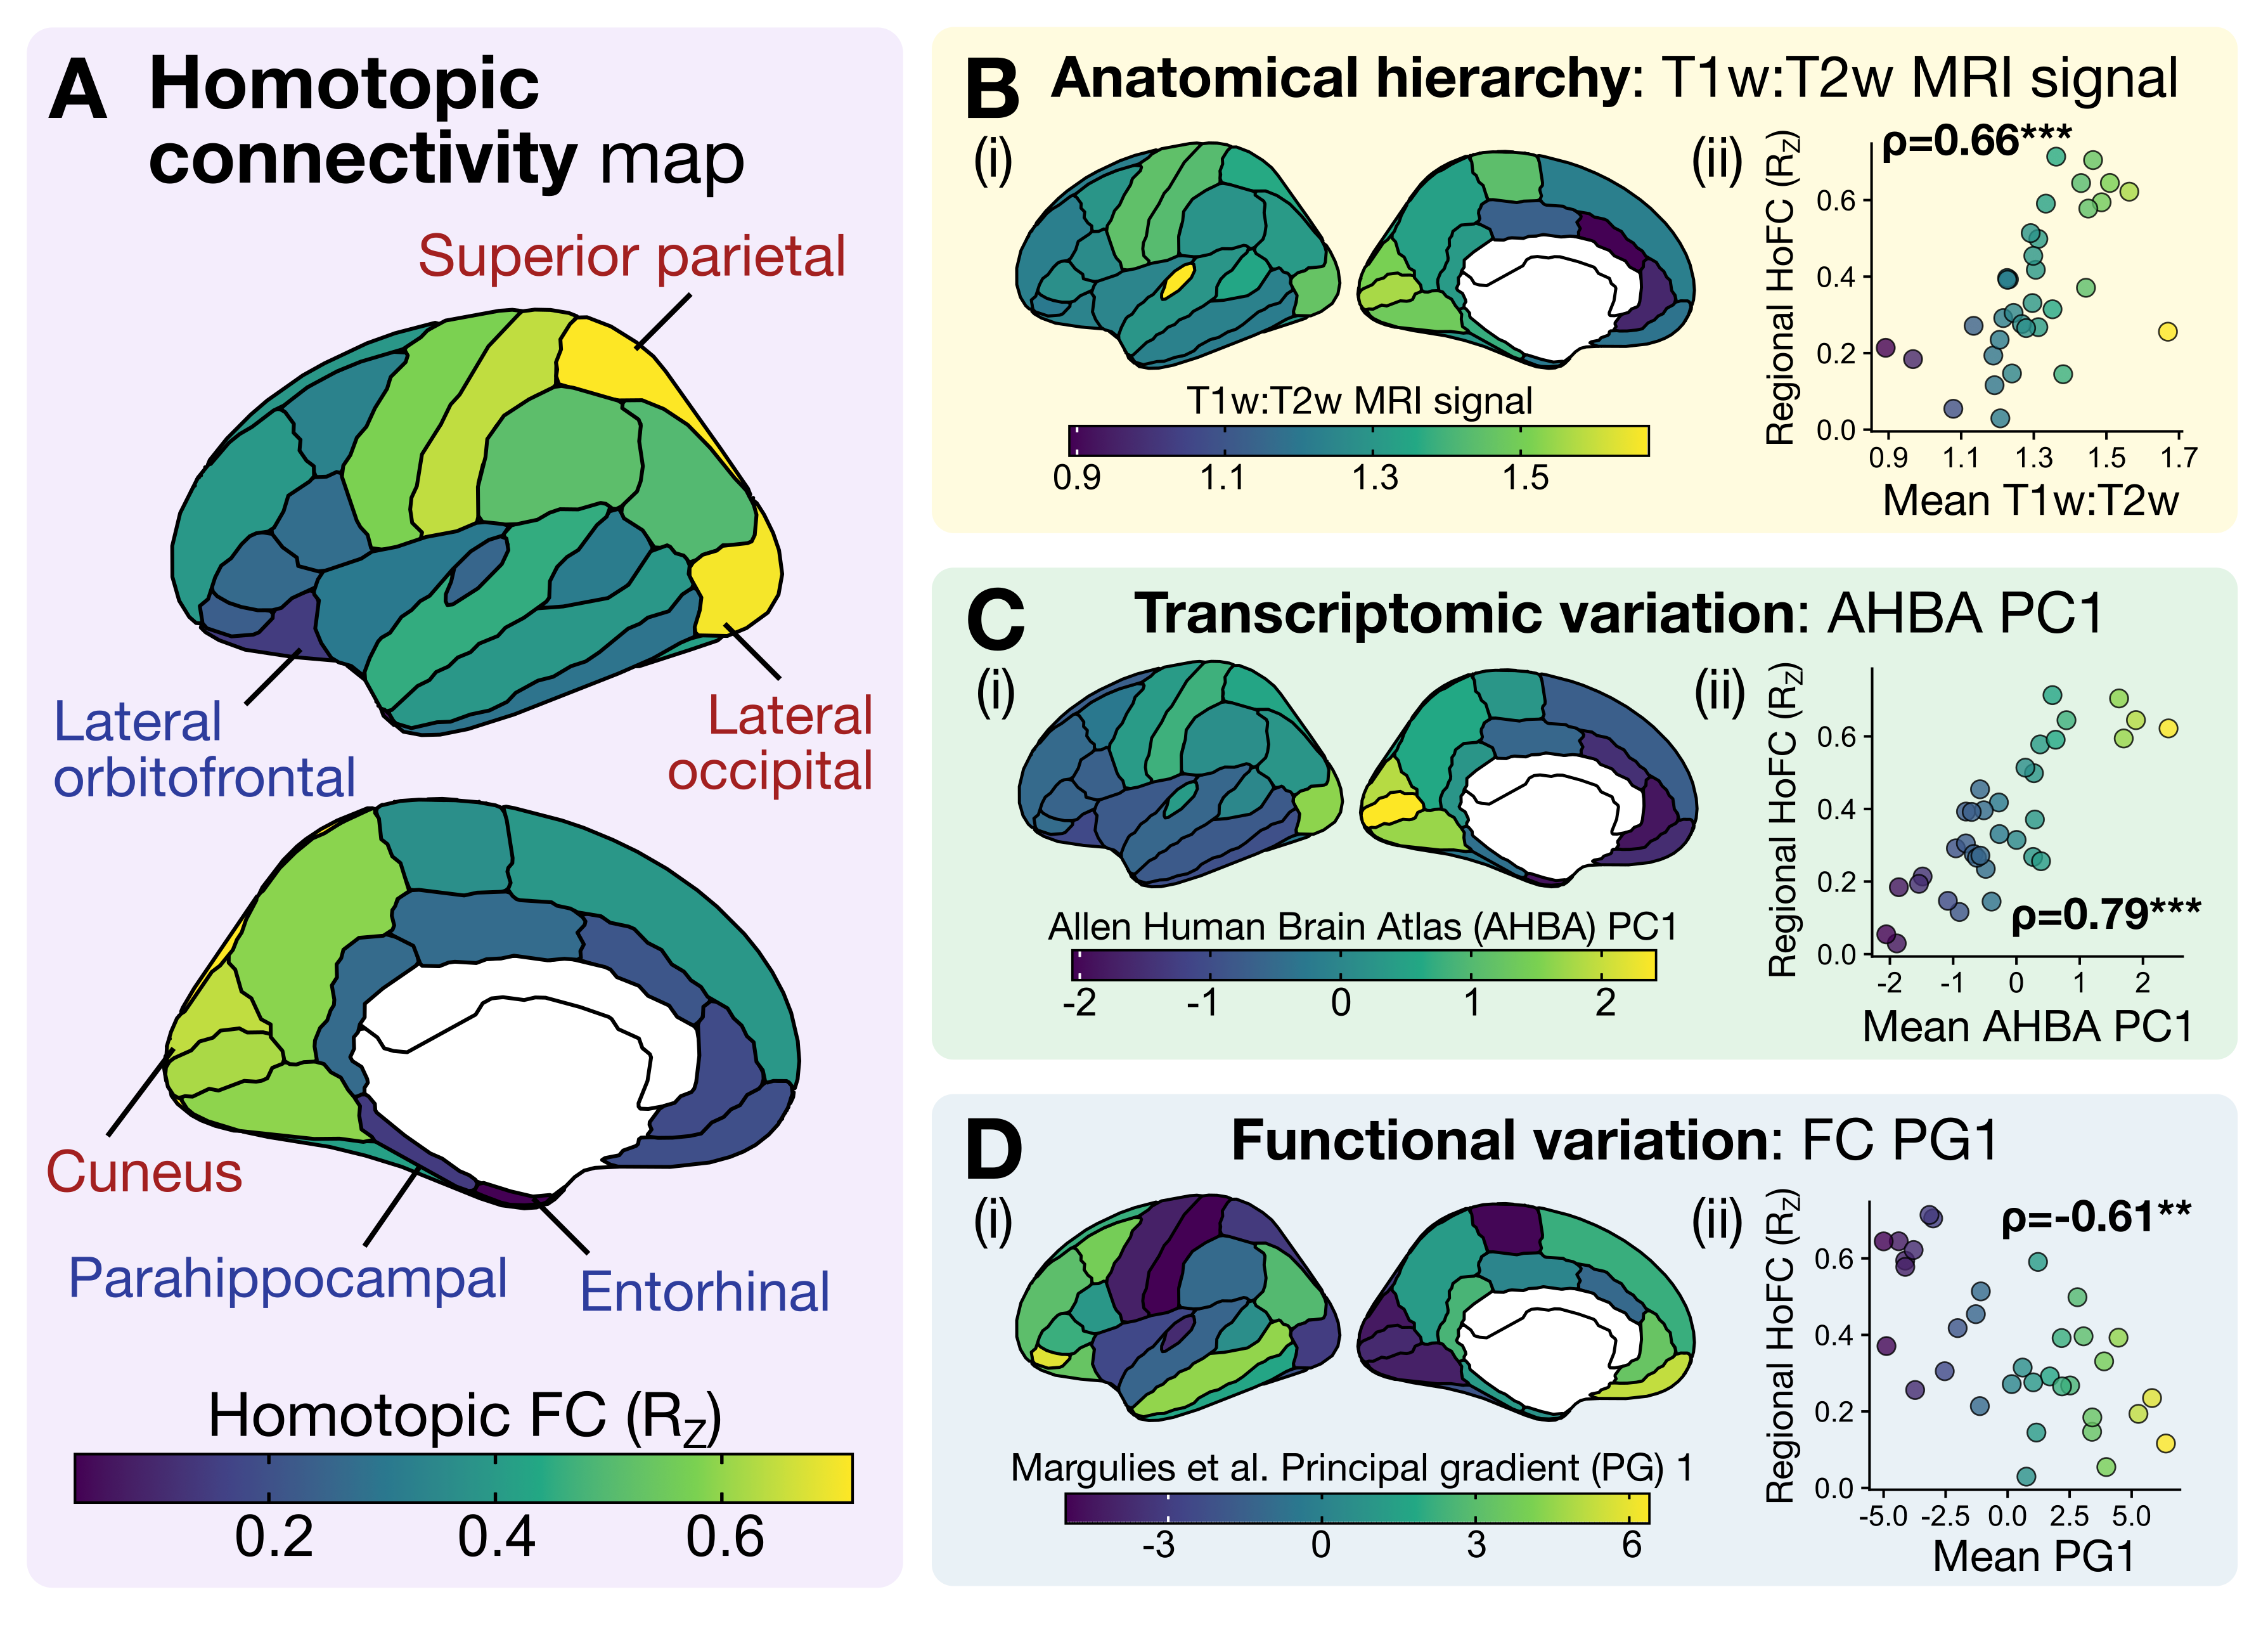 A Homotopic
connectivity map
Superior parietal
Lateral
orbitofrontal
Lateral
occipital
Cuneus
Parahippocampal
Entorhinal
Homotopic FC (RZ)
0.2 0.4 0.6
B Anatomical hierarchy: T1w:T2w MRI signal
(i)
T1w:T2w MRI signal
0.9 1.1 1.3 1.5
(ii)
ρ=0.66***
Regional HoFC (RZ)
0.6
0.4
0.2
0.0
0.9 1.1 1.3 1.5 1.7
Mean T1w:T2w
C Transcriptomic variation: AHBA PC1
(i)
Allen Human Brain Atlas (AHBA) PC1
-2 -1 0 1 2
(ii)
Regional HoFC (RZ)
0.6
0.4
0.2
0.0
ρ=0.79***
-2 -1 0 1 2
Mean AHBA PC1
D Functional variation: FC PG1
(i)
Margulies et al. Principal gradient (PG) 1
-3 0 3 6
(ii)
ρ=-0.61**
Regional HoFC (RZ)
0.6
0.4
0.2
0.0
-5.0 -2.5 0.0 2.5 5.0
Mean PG1